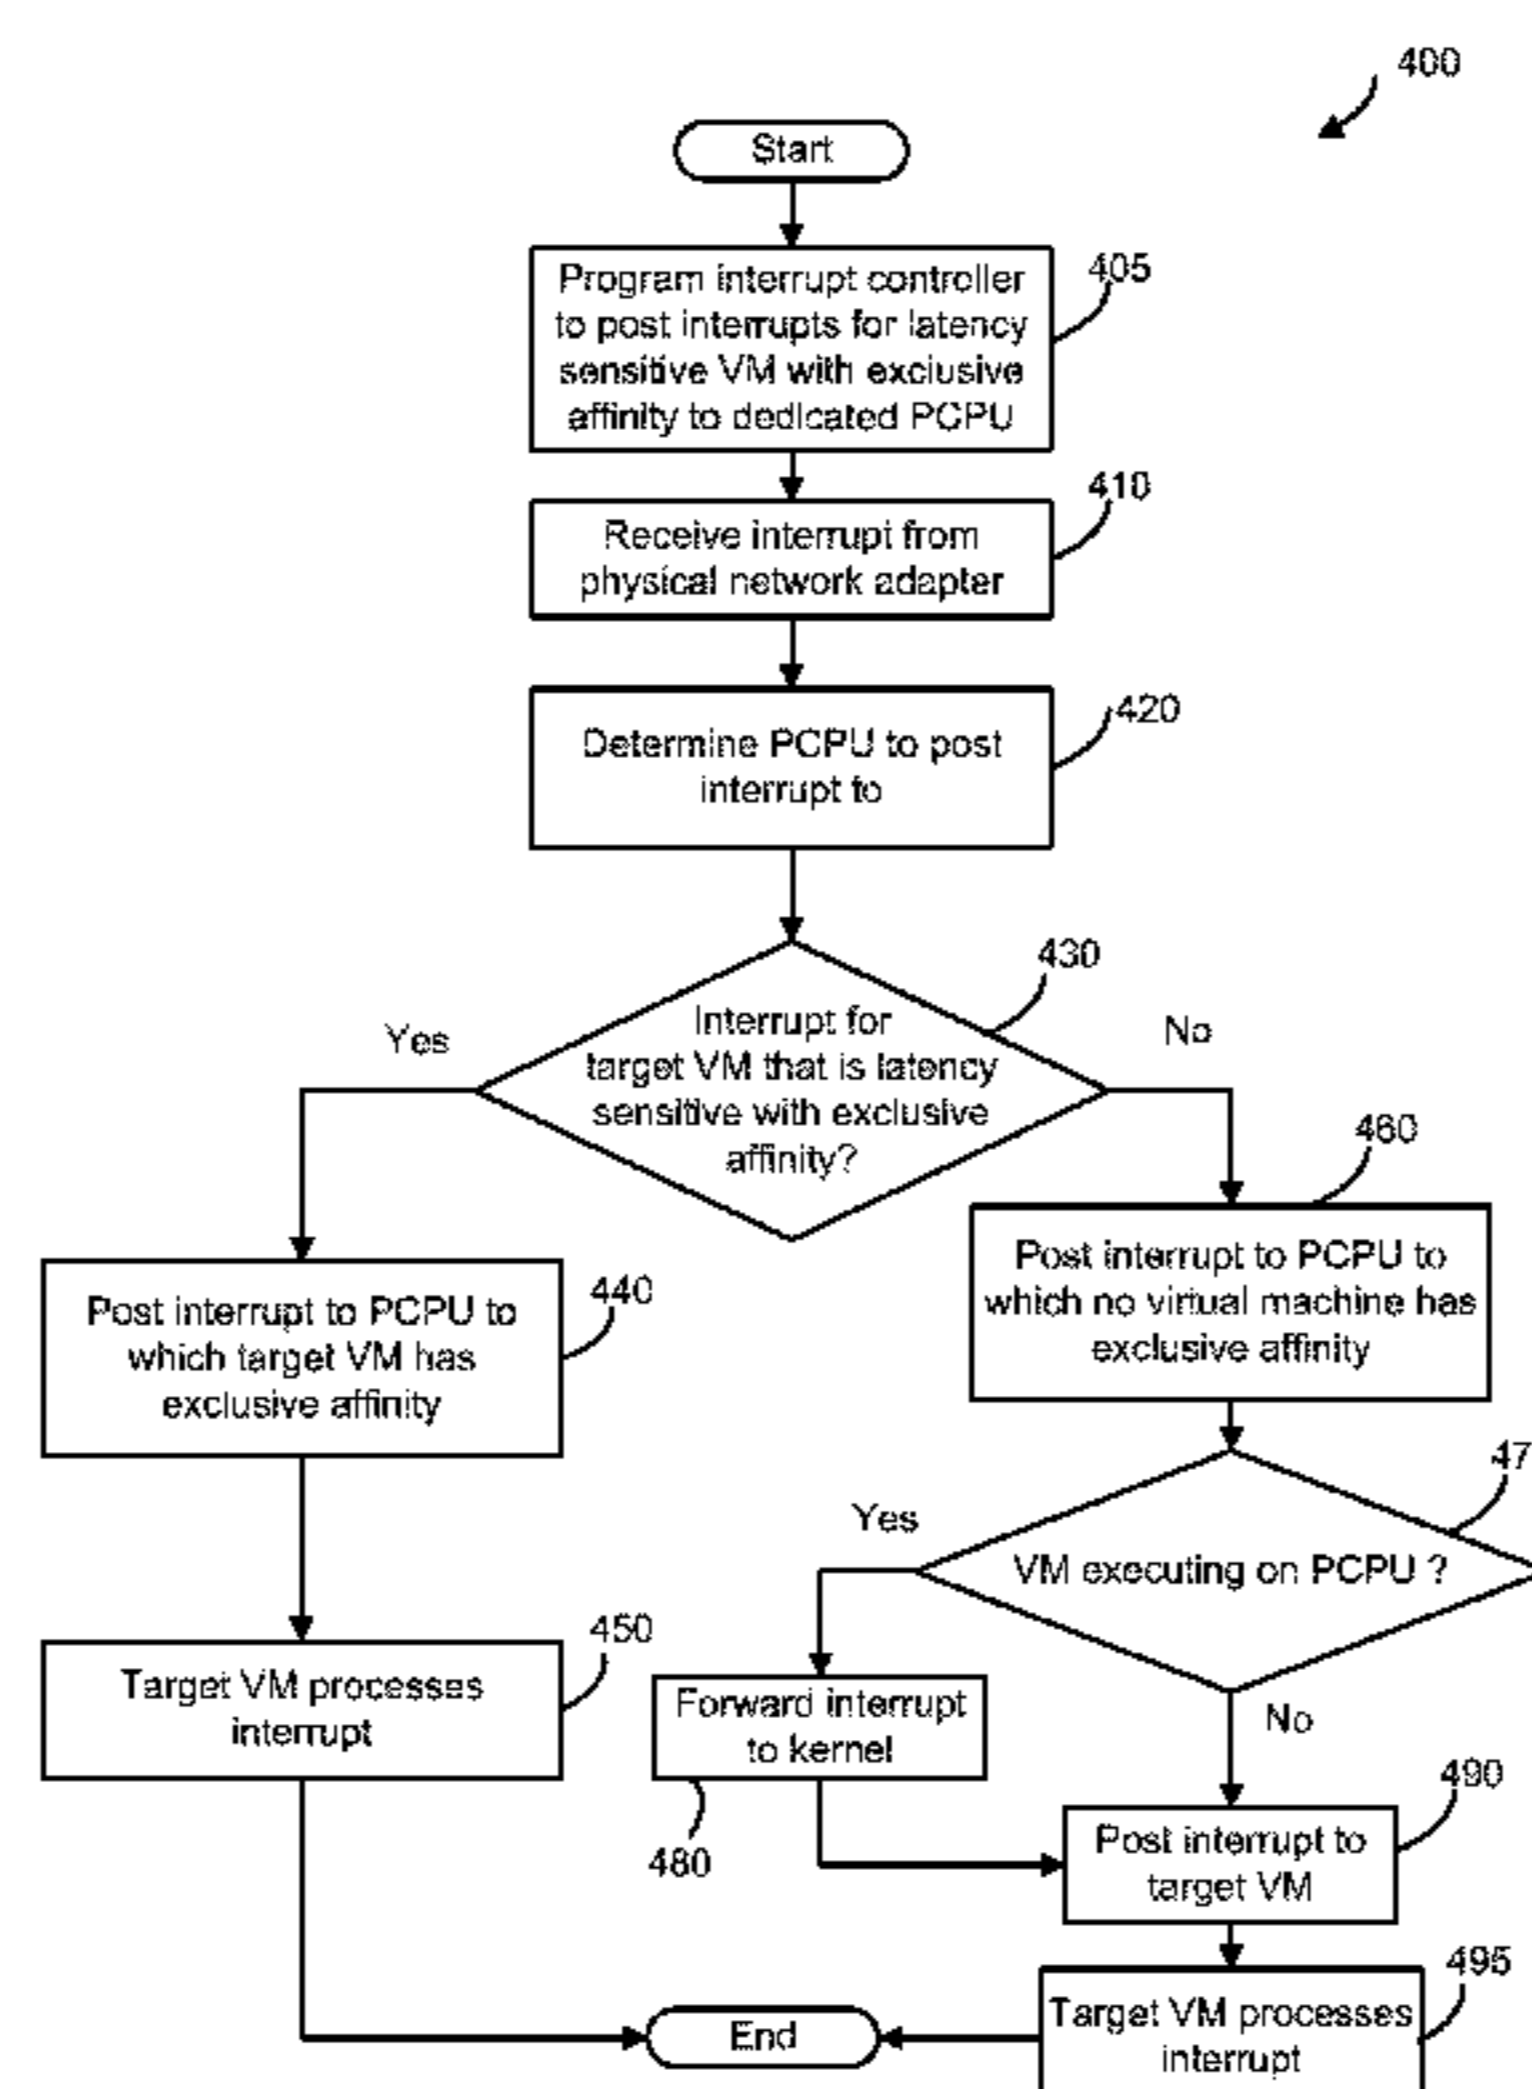 400
Start
Program interrupt controller
to post interrupts for latency
sensitive VM with exclusive
affinity to dedicated PCPU
405
Receive interrupt from
physical network adapter
410
Determine PCPU to post
interrupt to
420
Interrupt for
target VM that is latency
sensitive with exclusive
affinity?
430
Yes
No
Post interrupt to PCPU to
which target VM has
exclusive affinity
440
Post interrupt to PCPU to
which no virtual machine has
exclusive affinity
460
VM executing on PCPU ?
47
Yes
No
Target VM processes
interrupt
450
Forward interrupt
to kernel
480
Post interrupt to
target VM
490
Target VM processes
interrupt
495
End